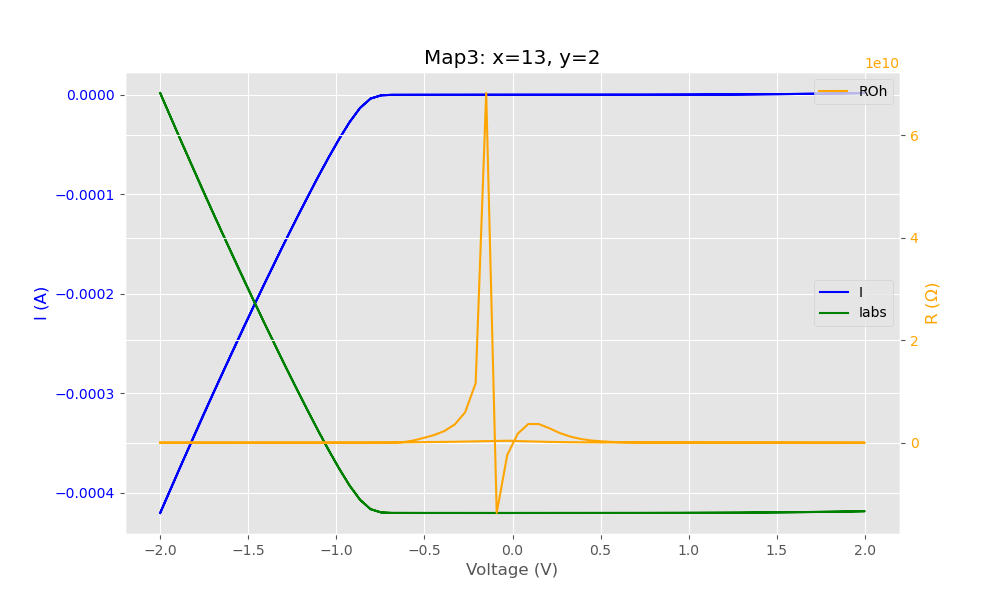 Map3: x=13, y=2
1e10
ROh
I
Iabs
I (A)
0.0000
−0.0001
−0.0002
−0.0003
−0.0004
R (Ω)
6
4
2
0
−2.0
−1.5
−1.0
−0.5
0.0
0.5
1.0
1.5
2.0
Voltage (V)